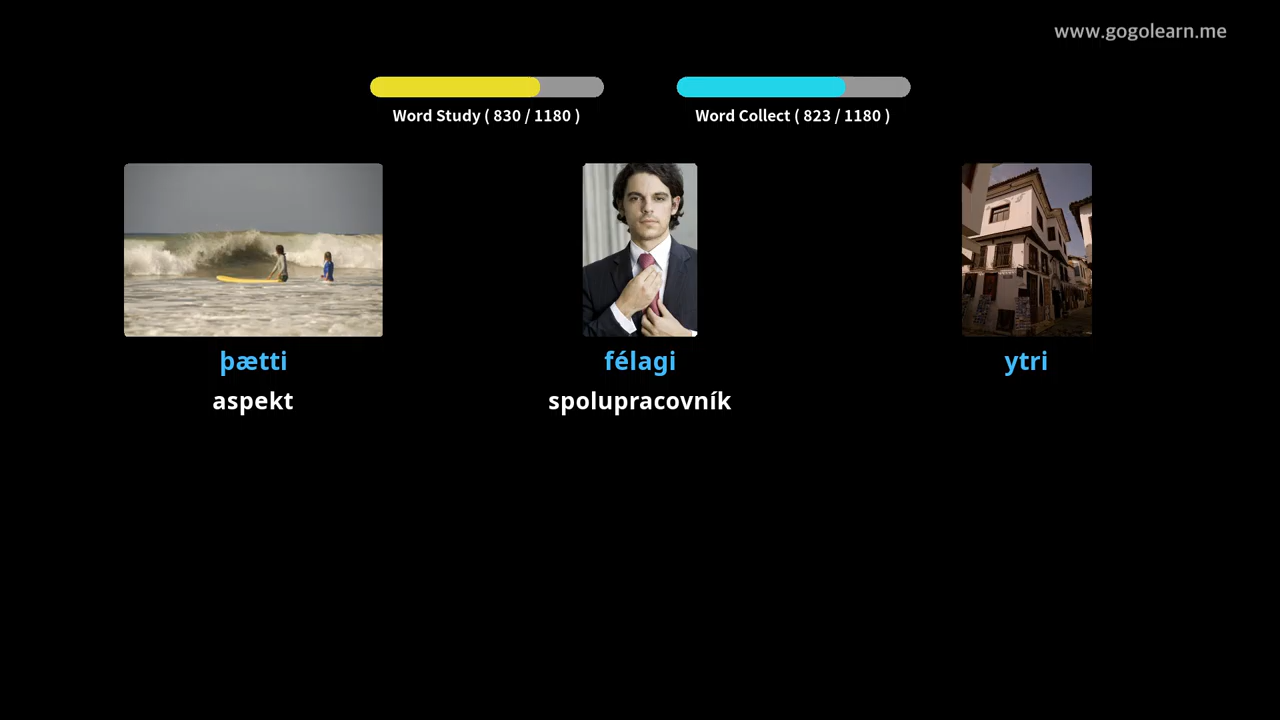 www.gogolearn.me
Word Study ( 830 / 1180 )
Word Collect ( 823 / 1180 )
þætti
félagi
ytri
aspekt
spolupracovník